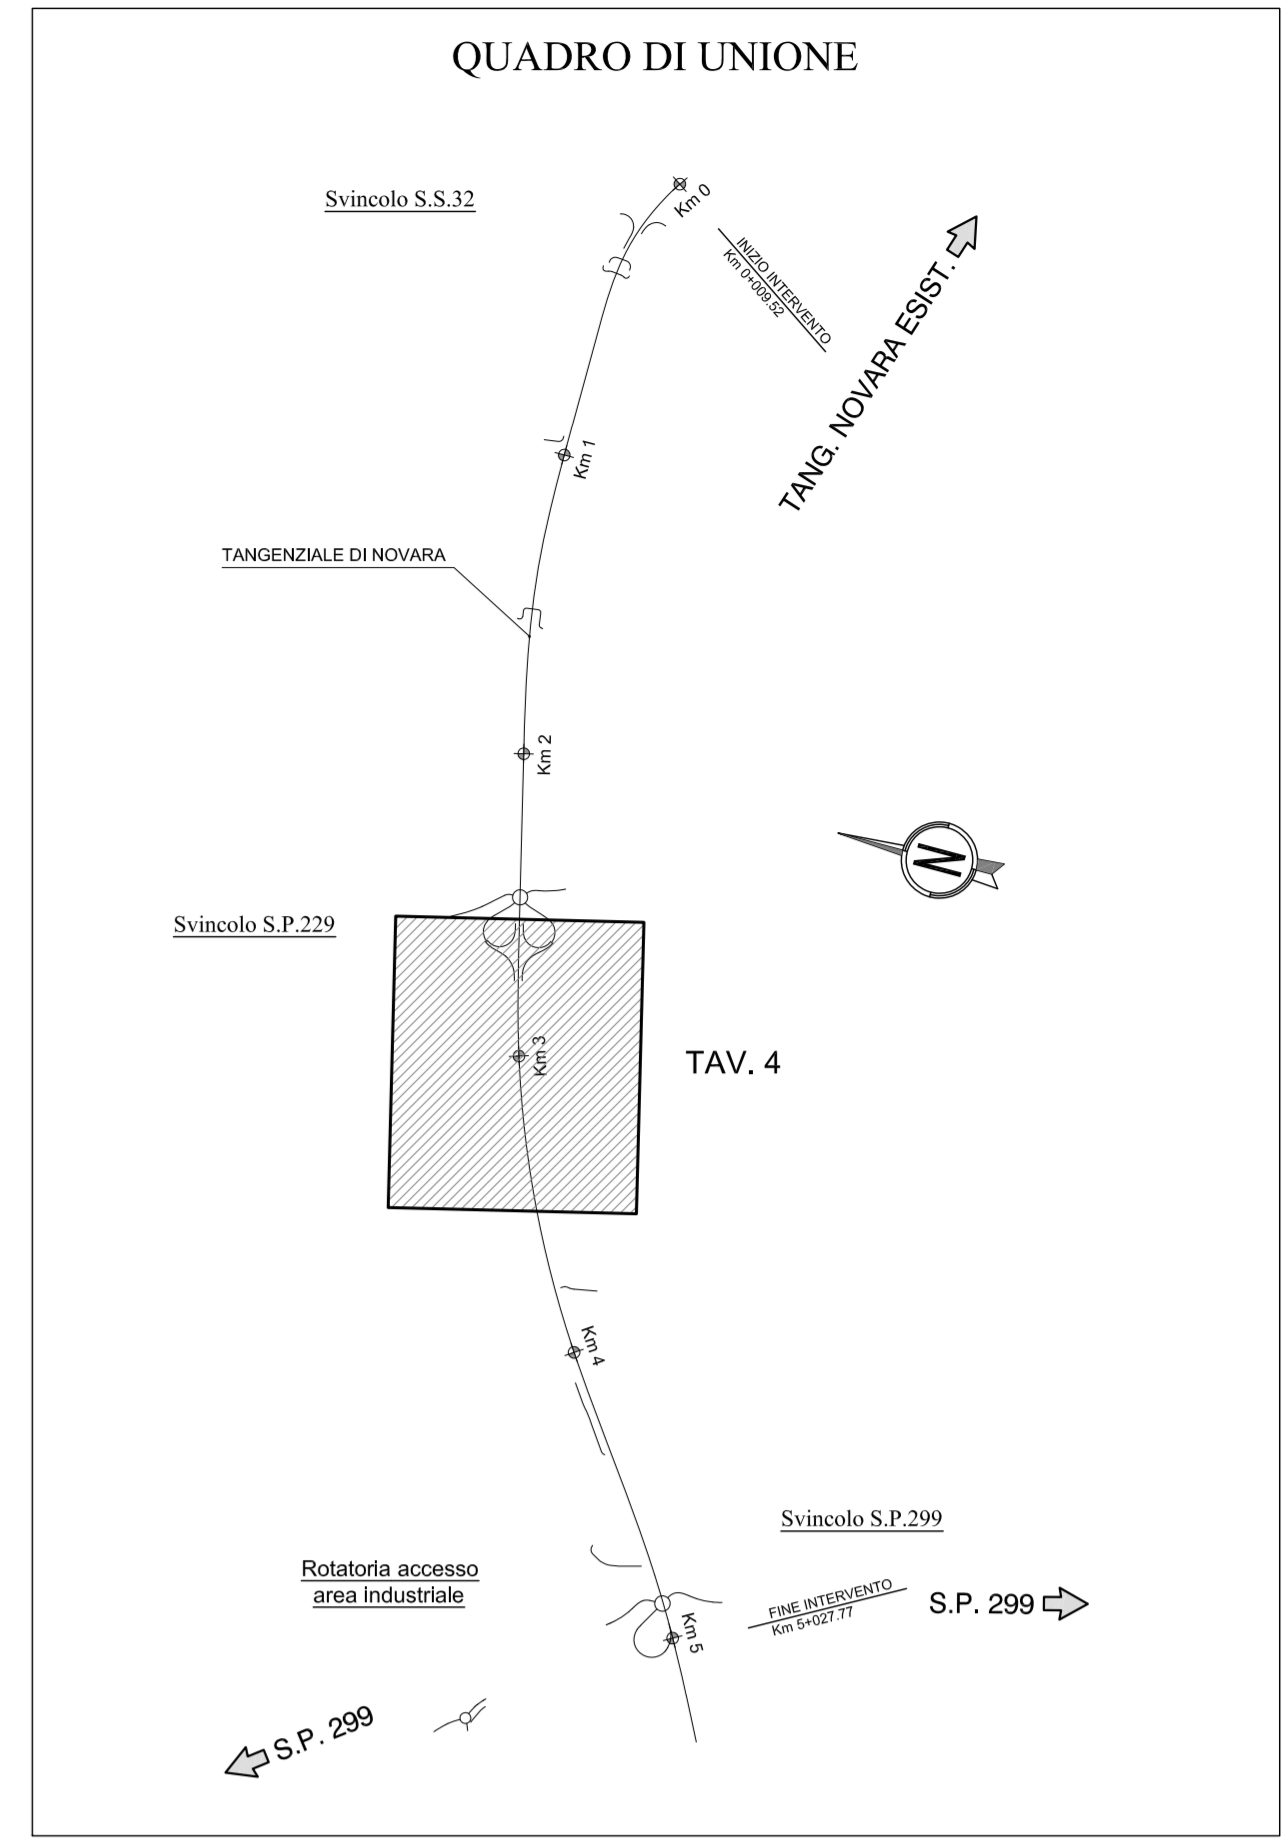 QUADRO DI UNIONE
Svincolo S.S.32
Km 0
INIZIO INTERVENTO
Km 0+009.52
TANG. NOVARA ESIST.
Km 1
TANGENZIALE DI NOVARA
Km 2
N
Svincolo S.P.229
Km 3
TAV. 4
Km 4
Svincolo S.P.299
Rotatoria accesso
area industriale
FINE INTERVENTO
Km 5+027.77
S.P. 299
Km 5
S.P. 299